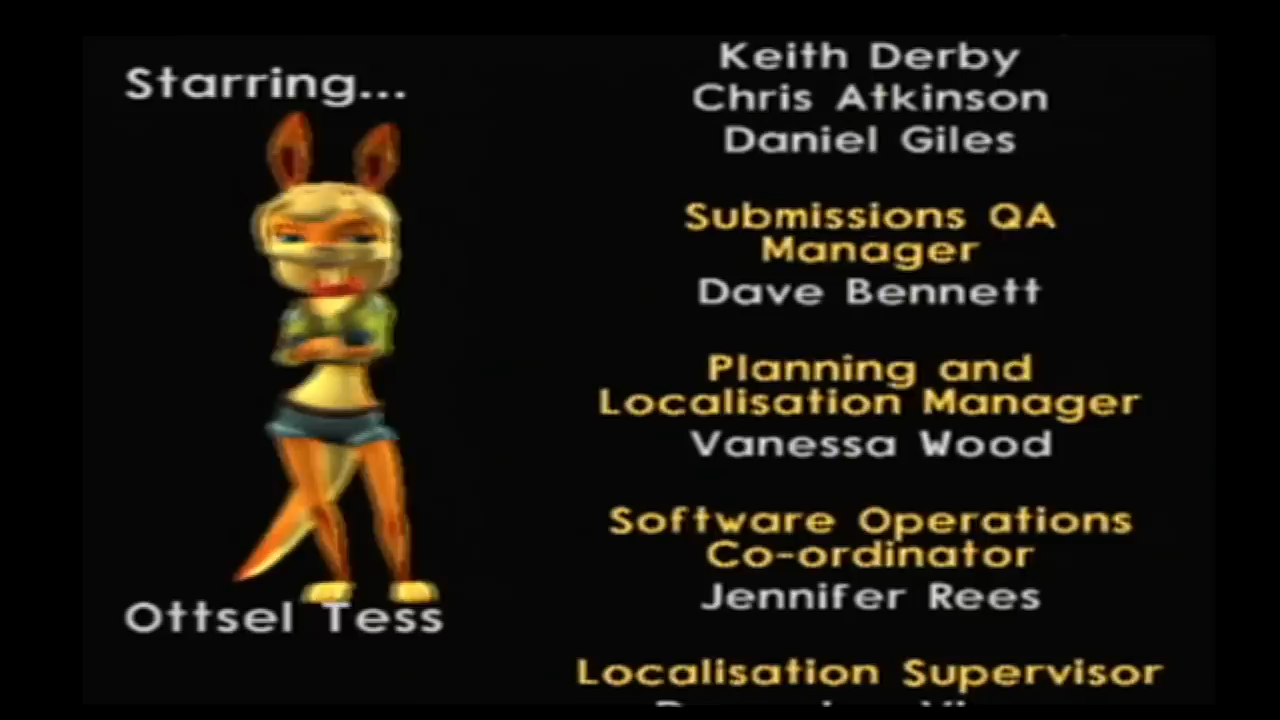 Starring...
Ottsel Tess
Keith Derby
Chris Atkinson
Daniel Giles
Submissions QA
Manager
Dave Bennett
Planning and
Localisation Manager
Vanessa Wood
Software Operations
Co-ordinator
Jennifer Rees
Localisation Supervisor